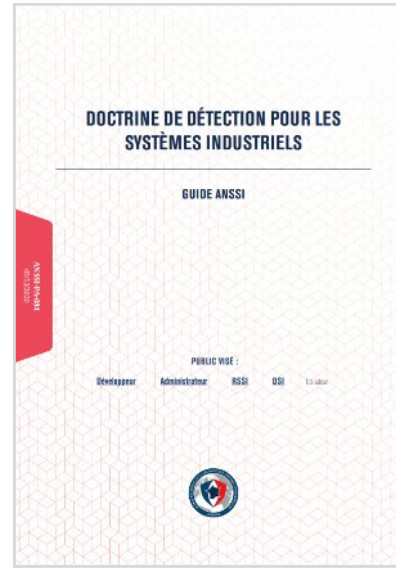 DOCTRINE DE DÉTECTION POUR LES
SYSTÈMES INDUSTRIELS
GUIDE ANSSI
PUBLIC VISÉ :
Développeur Administrateur RSSI DSI